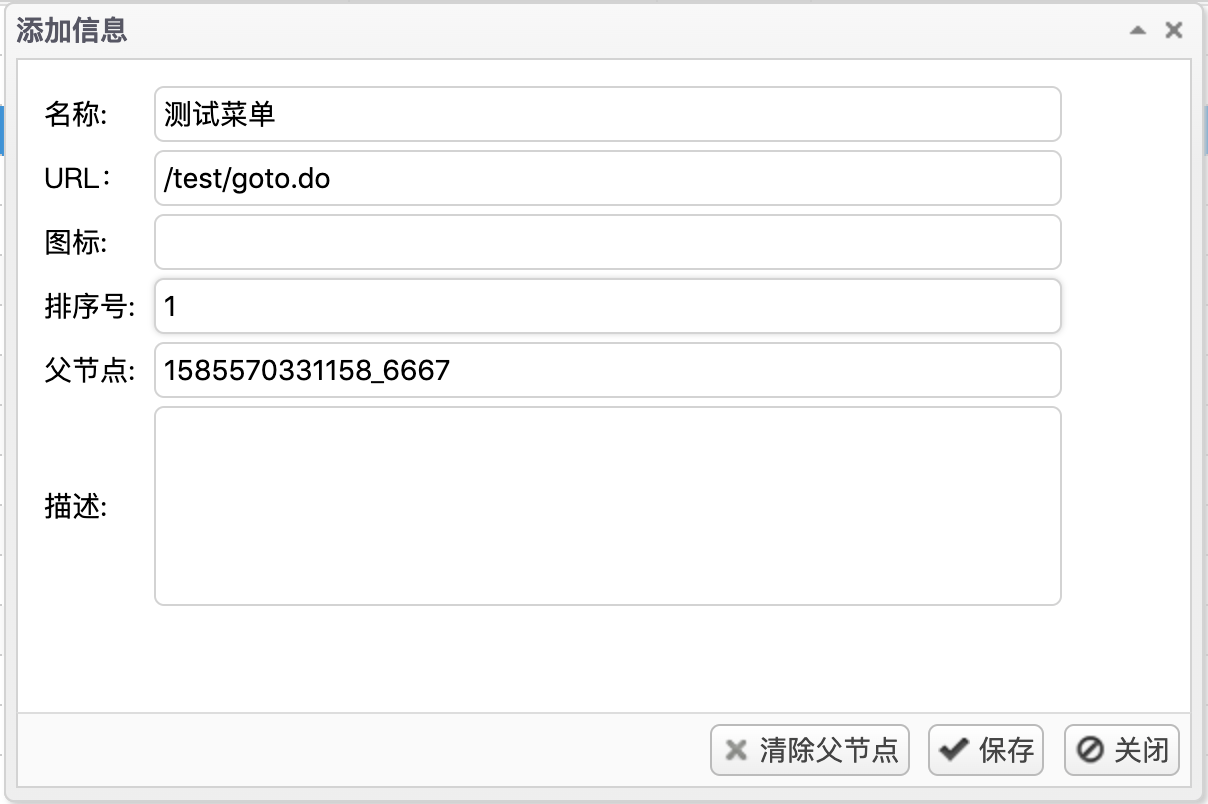 添加信息
名称: 测试菜单
URL: /test/goto.do
图标:
排序号: 1
父节点: 1585570331158_6667
描述:
清除父节点 保存 关闭